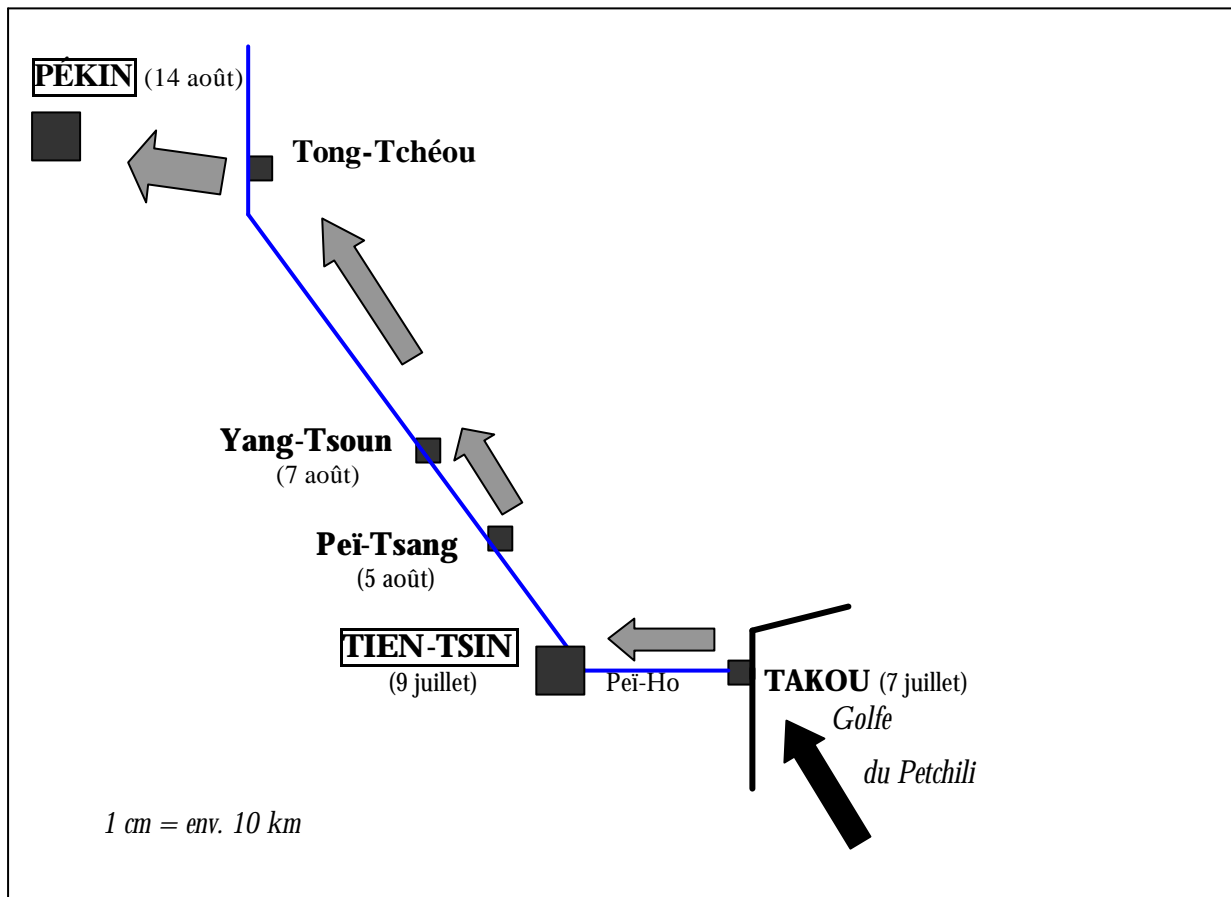 PÉKIN (14 août)
Tong-Tchéou
Yang-Tsoun
(7 août)
Peï-Tsang
(5 août)
TIEN-TSIN
(9 juillet)
Peï-Ho
TAKOU (7 juillet)
Golfe
du Petchili
1 cm = env. 10 km